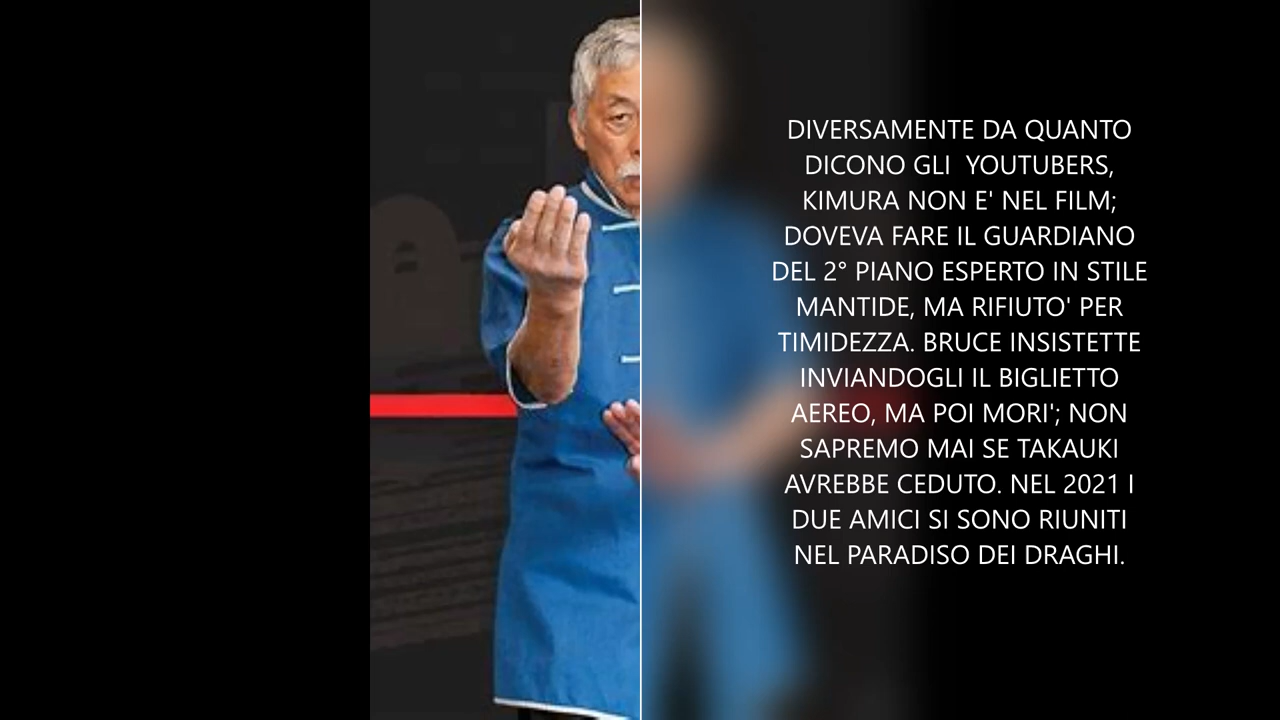 DIVERSAMENTE DA QUANTO
DICONO GLI  YOUTUBERS,
KIMURA NON E' NEL FILM;
DOVEVA FARE IL GUARDIANO
DEL 2° PIANO ESPERTO IN STILE
MANTIDE, MA RIFIUTO' PER
TIMIDEZZA. BRUCE INSISTETTE
INVIANDOGLI IL BIGLIETTO
AEREO, MA POI MORI'; NON
SAPREMO MAI SE TAKAUKI
AVREBBE CEDUTO. NEL 2021 I
DUE AMICI SI SONO RIUNITI
NEL PARADISO DEI DRAGHI.